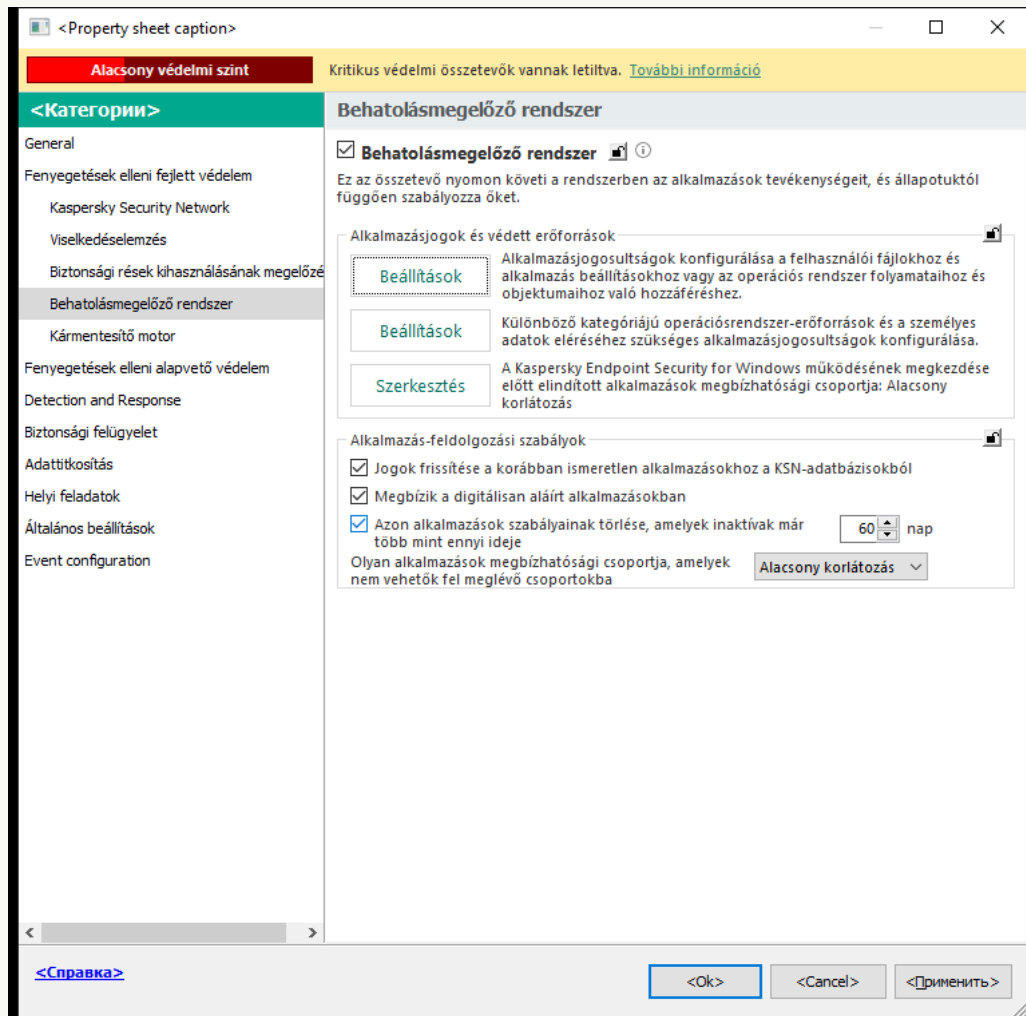 <Property sheet caption>
Alacsony védelmi szint
Kritikus védelmi összetevők vannak letiltva. További információ
<Категории>
General
Fenyegetések elleni fejlett védelem
Kaspersky Security Network
Viselkedéselemzés
Biztonsági rések kihasználásának megelőzé
Behatolásmegelőző rendszer
Kármentesítő motor
Fenyegetések elleni alapvető védelem
Detection and Response
Biztonsági felügyelet
Adattitkosítás
Helyi feladatok
Általános beállítások
Event configuration
Behatolásmegelőző rendszer
Behatolásmegelőző rendszer
Ez az összetevő nyomon követi a rendszerben az alkalmazások tevékenységeit, és állapotuktól
függően szabályozza őket.
Alkalmazásjogok és védett erőforrások
Beállítások
Alkalmazásjogosultságok konfigurálása a felhasználói fájlokhoz és
alkalmazás beállításokhoz vagy az operációs rendszer folyamataihoz és
objektumaihoz való hozzáféréshez.
Beállítások
Különböző kategóriájú operációsrendszer-erőforrások és a személyes
adatok eléréséhez szükséges alkalmazásjogosultságok konfigurálása.
Szerkesztés
A Kaspersky Endpoint Security for Windows működésének megkezdése
előtt elindított alkalmazások megbízhatósági csoportja: Alacsony
korlátozás
Alkalmazás-feldolgozási szabályok
Jogok frissítése a korábban ismeretlen alkalmazásokhoz a KSN-adatbázisokból
Megbízik a digitálisan aláírt alkalmazásokban
Azon alkalmazások szabályainak törlése, amelyek inaktívak már
több mint ennyi ideje
60 nap
Olyan alkalmazások megbízhatósági csoportja, amelyek
nem vehetők fel meglévő csoportokba
Alacsony korlátozás
<Справка>
<Ok>
<Cancel>
<Применить>